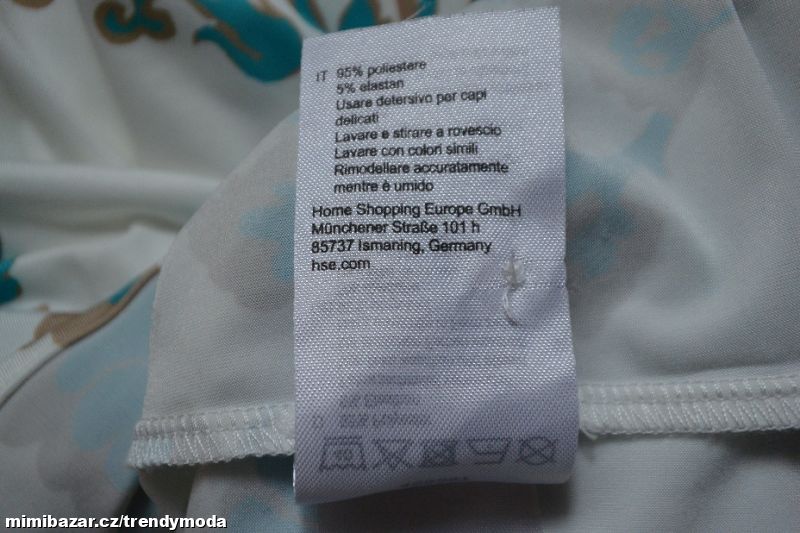 IT 95% poliestere
5% elastan
Usare detersivo per capi
delicati
Lavare e stirare a rovescio
Lavare con colori simili
Rimodellare accuratamente
mentre è umido
Home Shopping Europe GmbH
Münchener Straße 101 h
85737 Ismaning, Germany
hse.com
mimibazar.cz/trendymoda